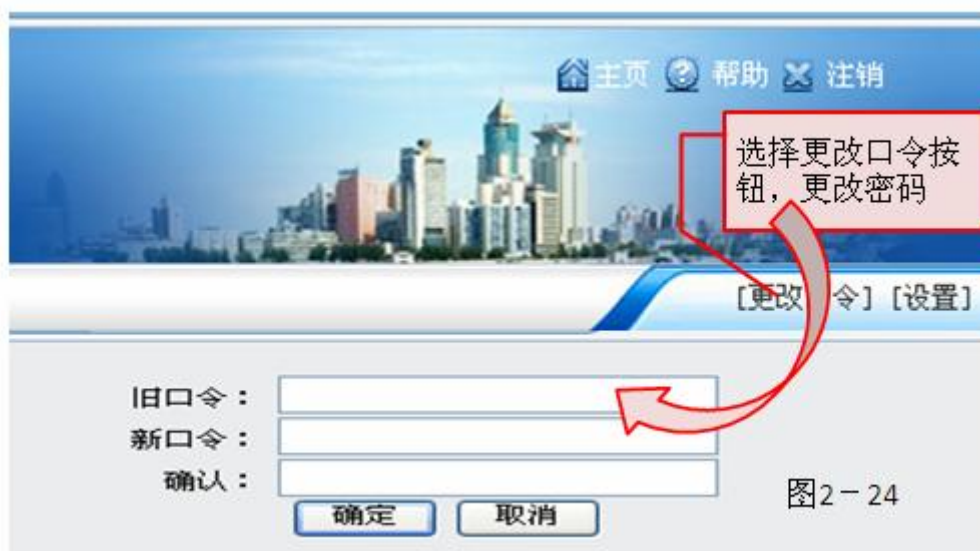 主页 帮助 注销
选择更改口令按
钮，更改密码
[更改 令] [设置]
旧口令：
新口令：
确认：
确定 取消
图2－24